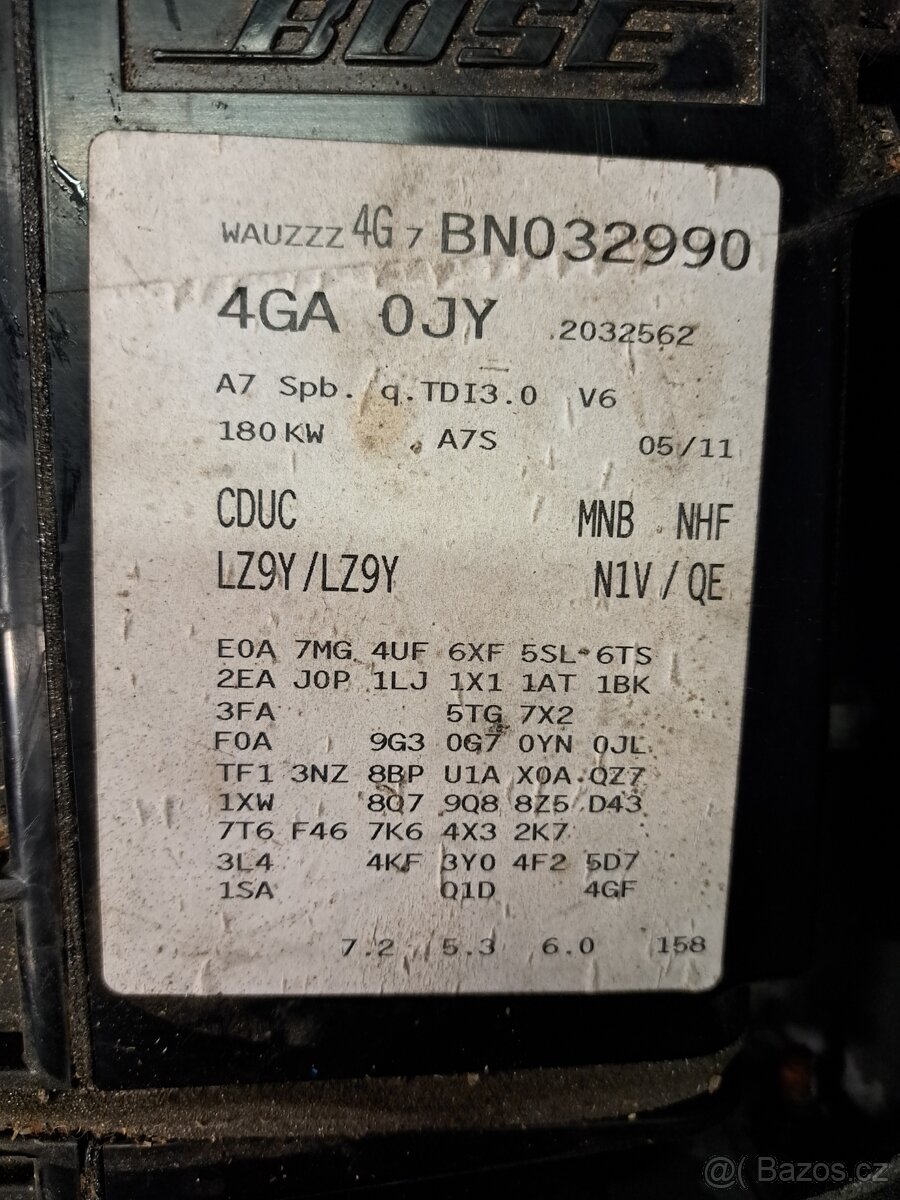 BOSE
WAUZZZ 4G 7 BN032990
4GA 0JY .2032562
A7 Spb. q.TDI3.0 V6
180 KW A7S 05/11
CDUC MNB NHF
LZ9Y/LZ9Y N1V / QE
E0A 7MG 4UF 6XF 5SL 6TS
2EA J0P 1LJ 1X1 1AT 1BK
3FA 5TG 7X2
F0A 9G3 0G7 0YN 0JL
TF1 3NZ 8BP U1A X0A QZ7
1XW 8Q7 9Q8 8Z5 D43
7T6 F46 7K6 4X3 2K7
3L4 4KF 3Y0 4F2 5D7
1SA Q1D 4GF
7.2 5.3 6.0 158
@( Bazos.cz